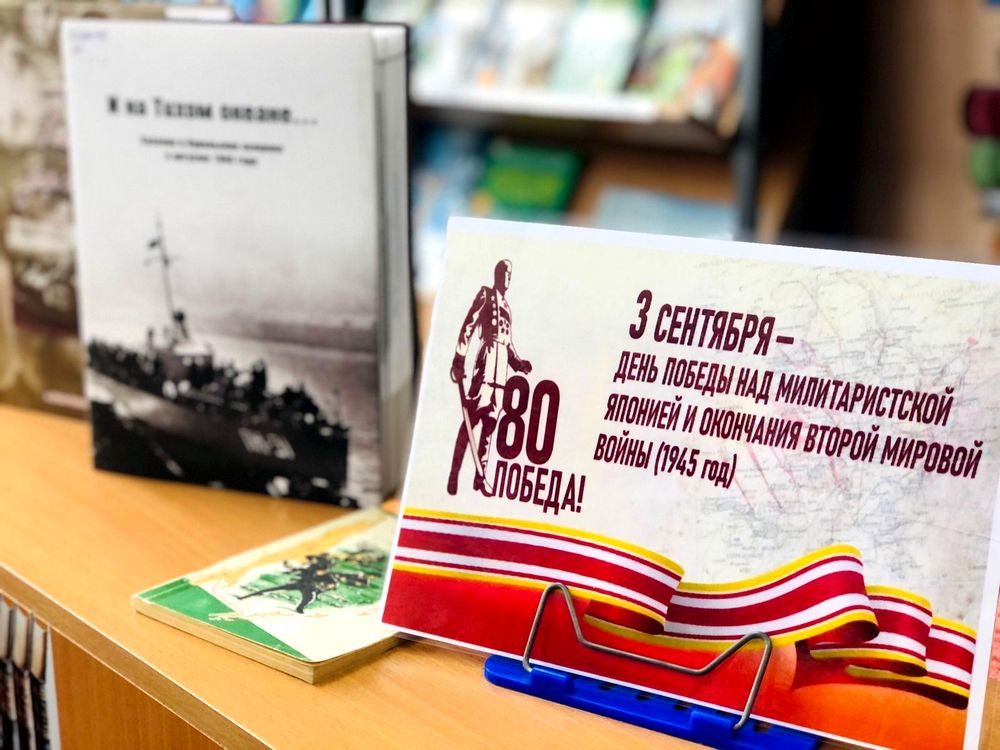 И на Тихом океане...
3 СЕНТЯБРЯ –
ДЕНЬ ПОБЕДЫ НАД МИЛИТАРИСТСКОЙ
ЯПОНИЕЙ И ОКОНЧАНИЯ ВТОРОЙ МИРОВОЙ
ВОЙНЫ (1945 год)
80
ПОБЕДА!